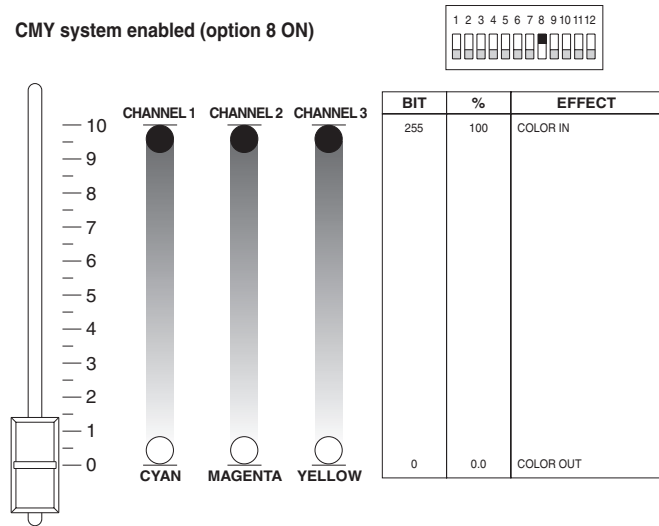 CMY system enabled (option 8 ON)
1 2 3 4 5 6 7 8 9 10 11 12
CHANNEL 1 CHANNEL 2 CHANNEL 3
10
9
8
7
6
5
4
3
2
1
0
CYAN MAGENTA YELLOW
BIT % EFFECT
255 100 COLOR IN
0 0.0 COLOR OUT